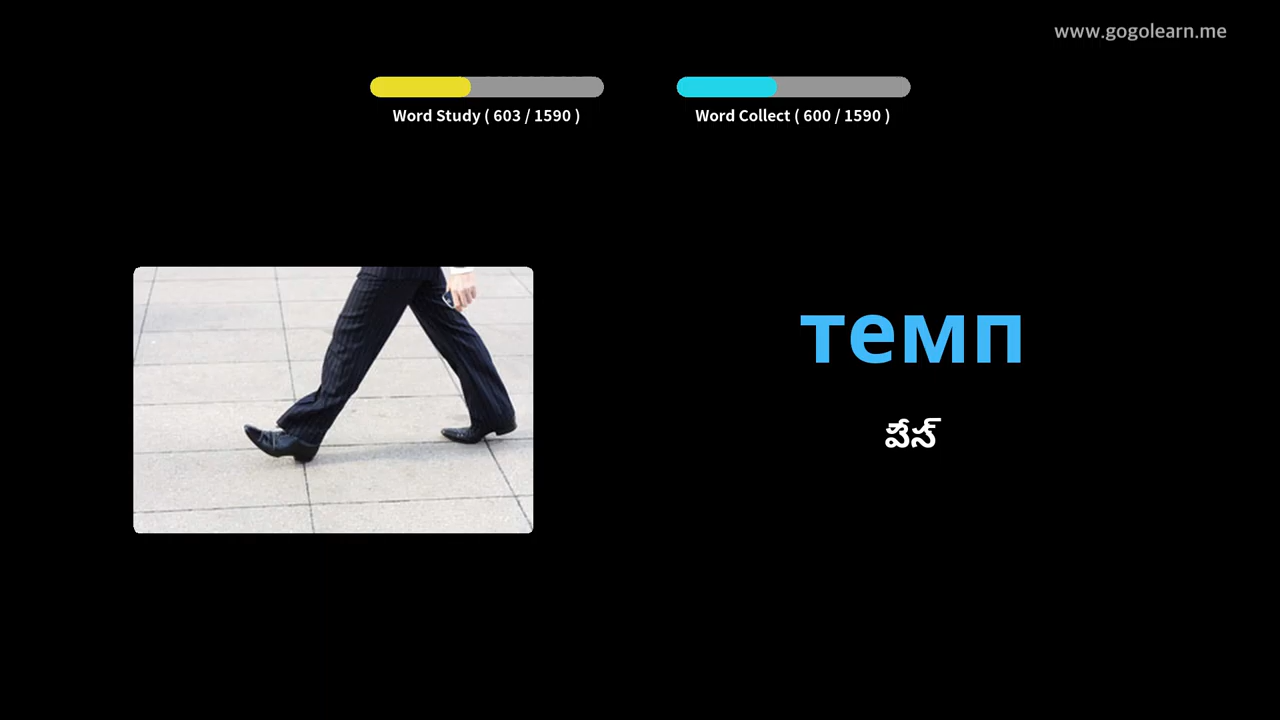 www.gogolearn.me
Word Study ( 603 / 1590 )
Word Collect ( 600 / 1590 )
темп
పేస్